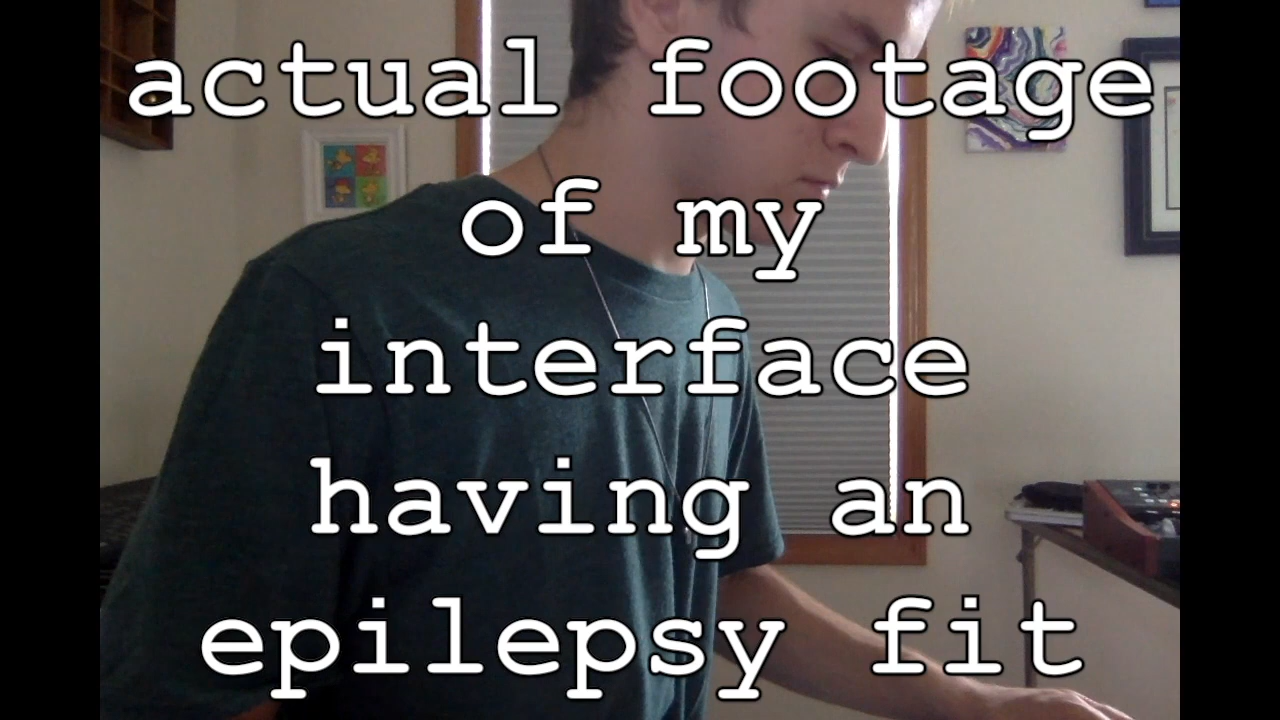 actual footage
of my
interface
having an
epilepsy fit